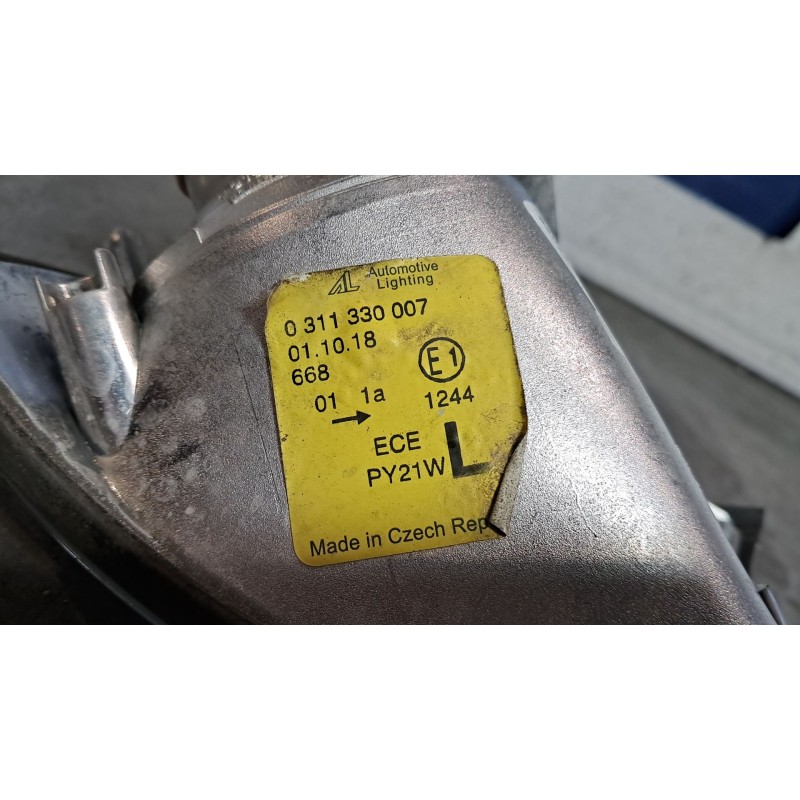 AL Automotive
Lighting
0 311 330 007
01.10.18
668
E1
01 1a 1244
ECE
PY21W L
Made in Czech Rep